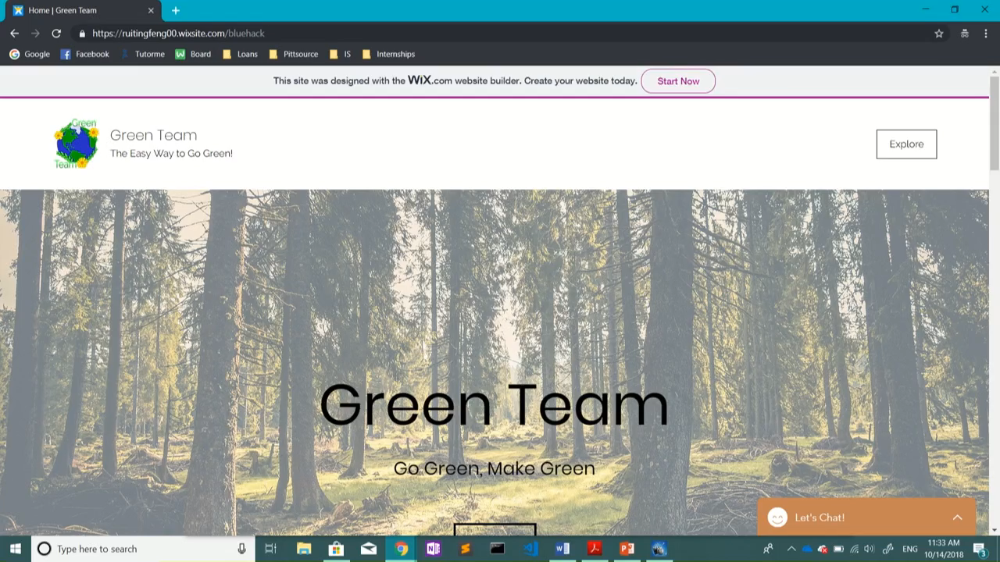 Home | Green Team
https://ruitingfeng00.wixsite.com/bluehack
Google Facebook Tutorme Board Loans Pittsource IS Internships
This site was designed with the WiX.com website builder. Create your website today. Start Now
Green
Team
Green Team
The Easy Way to Go Green!
Explore
Green Team
Go Green, Make Green
Let's Chat!
Type here to search
ENG
11:33 AM
10/14/2018
3